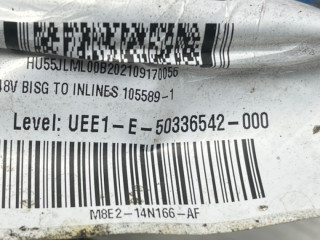 HU55JLML00B202109170056
48V BISG TO INLINES 105589-1
Level: UEE1-E-50336542-000
M8E2-14N166-AF